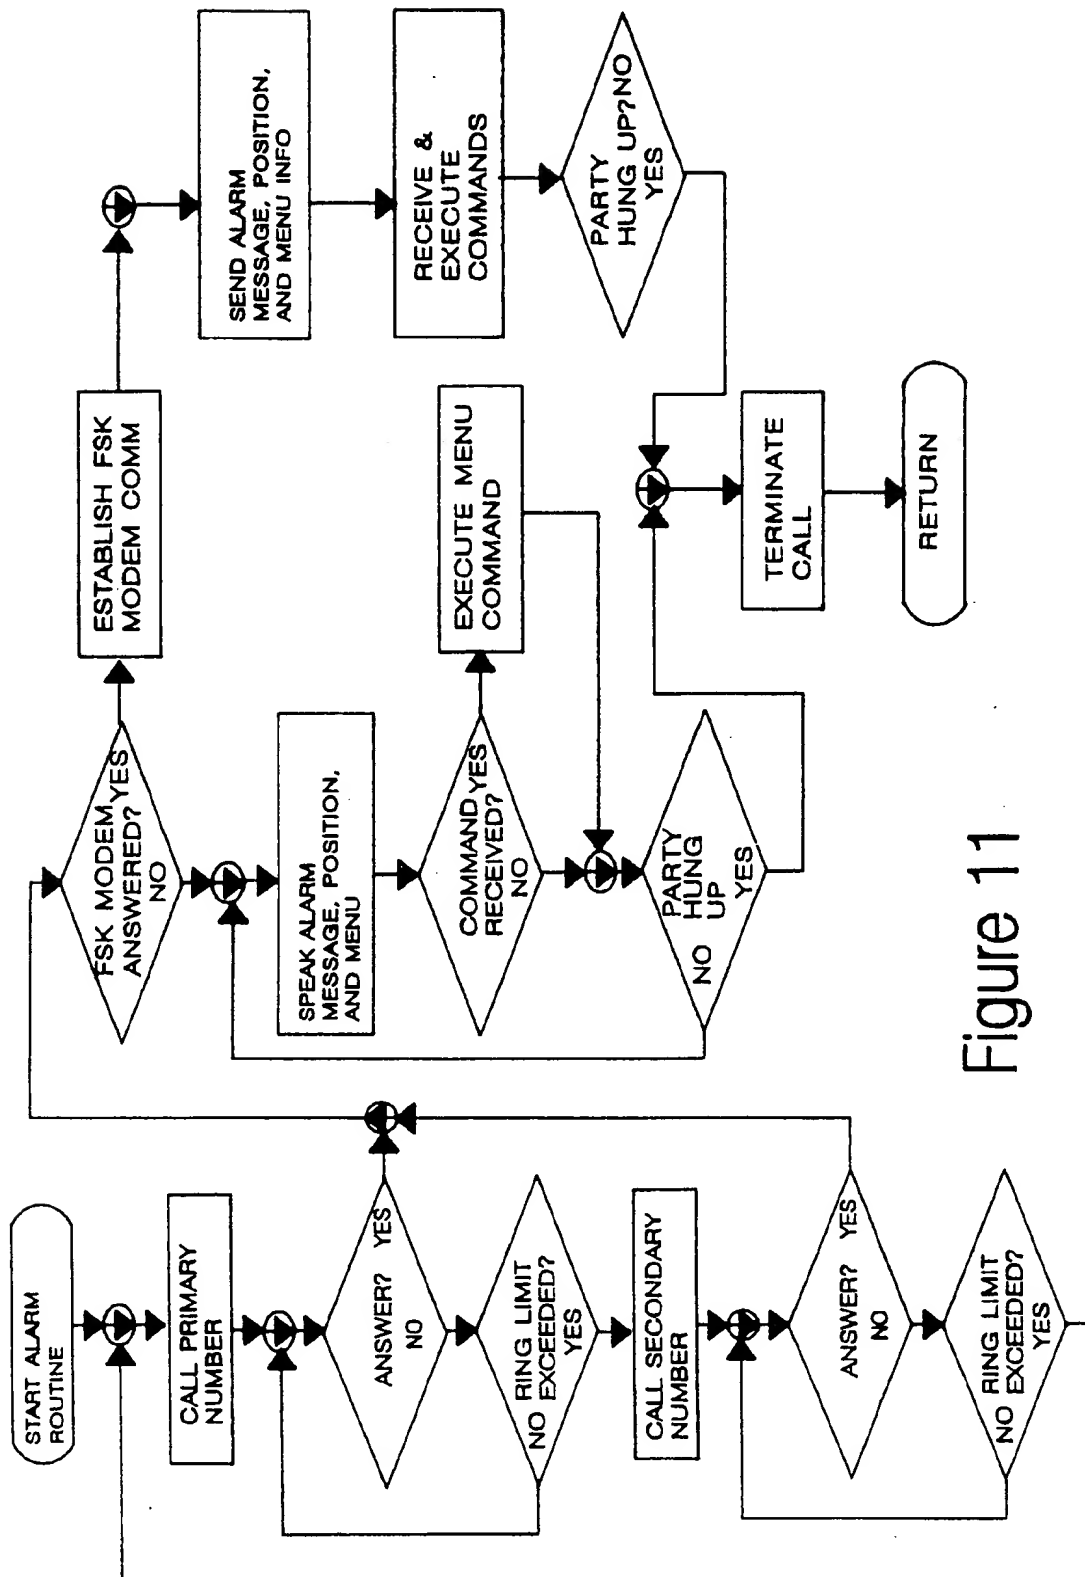 START ALARM
ROUTINE
CALL PRIMARY
NUMBER
ANSWER? YES
NO
NO RING LIMIT
EXCEEDED?
YES
CALL SECONDARY
NUMBER
ANSWER? YES
NO
NO RING LIMIT
EXCEEDED?
YES
FSK MODEM
ANSWERED? YES
NO
SPEAK ALARM
MESSAGE, POSITION,
AND MENU
COMMAND YES
RECEIVED?
NO
PARTY
HUNG
NO UP YES
ESTABLISH FSK
MODEM COMM
EXECUTE MENU
COMMAND
SEND ALARM
MESSAGE, POSITION,
AND MENU INFO
RECEIVE &
EXECUTE
COMMANDS
PARTY
HUNG UP? NO
YES
TERMINATE
CALL
RETURN
Figure 11